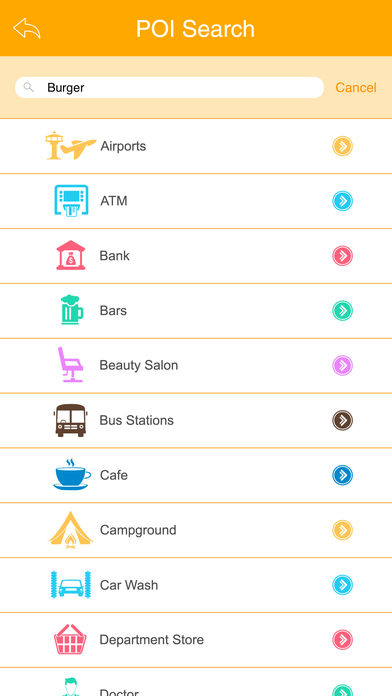 POI Search
Burger
Cancel
Airports
ATM
Bank
Bars
Beauty Salon
Bus Stations
Cafe
Campground
Car Wash
Department Store
Doctor